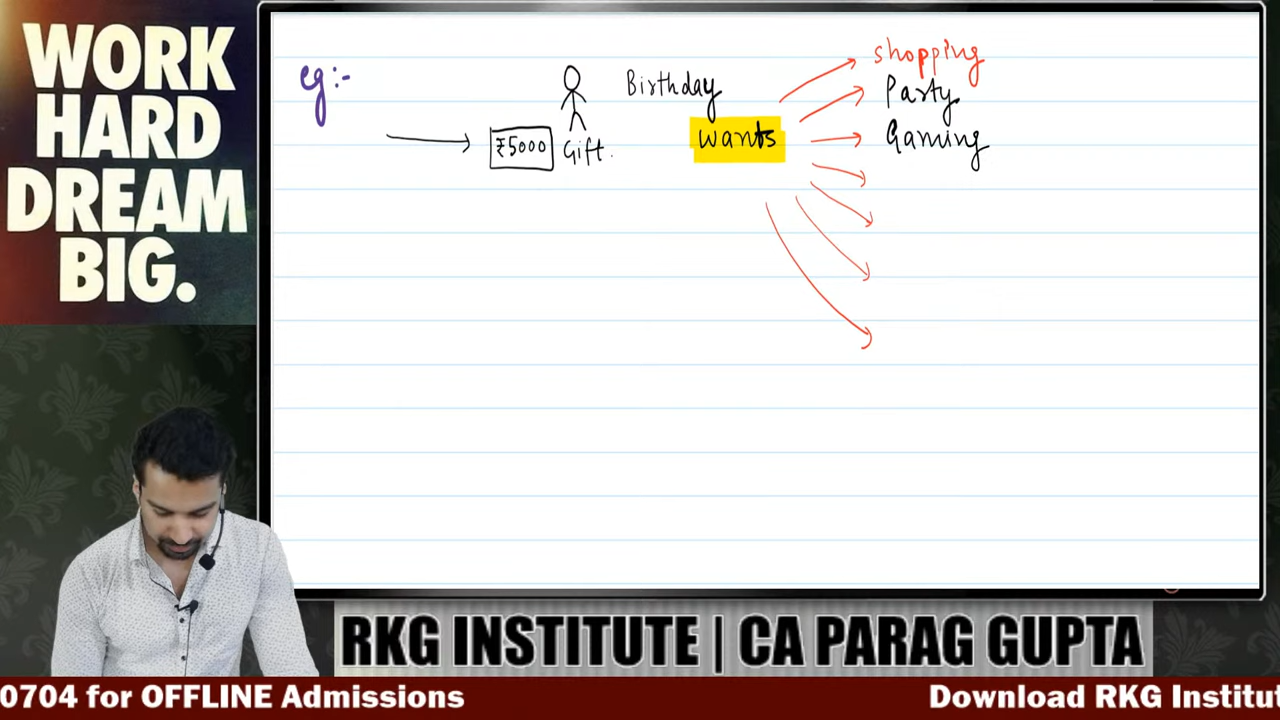 WORK
HARD
DREAM
BIG.
eg:-
Birthday
₹5000 Gift.
wants
shopping
Party
Gaming
RKG INSTITUTE | CA PARAG GUPTA
0704 for OFFLINE Admissions
Download RKG Institut